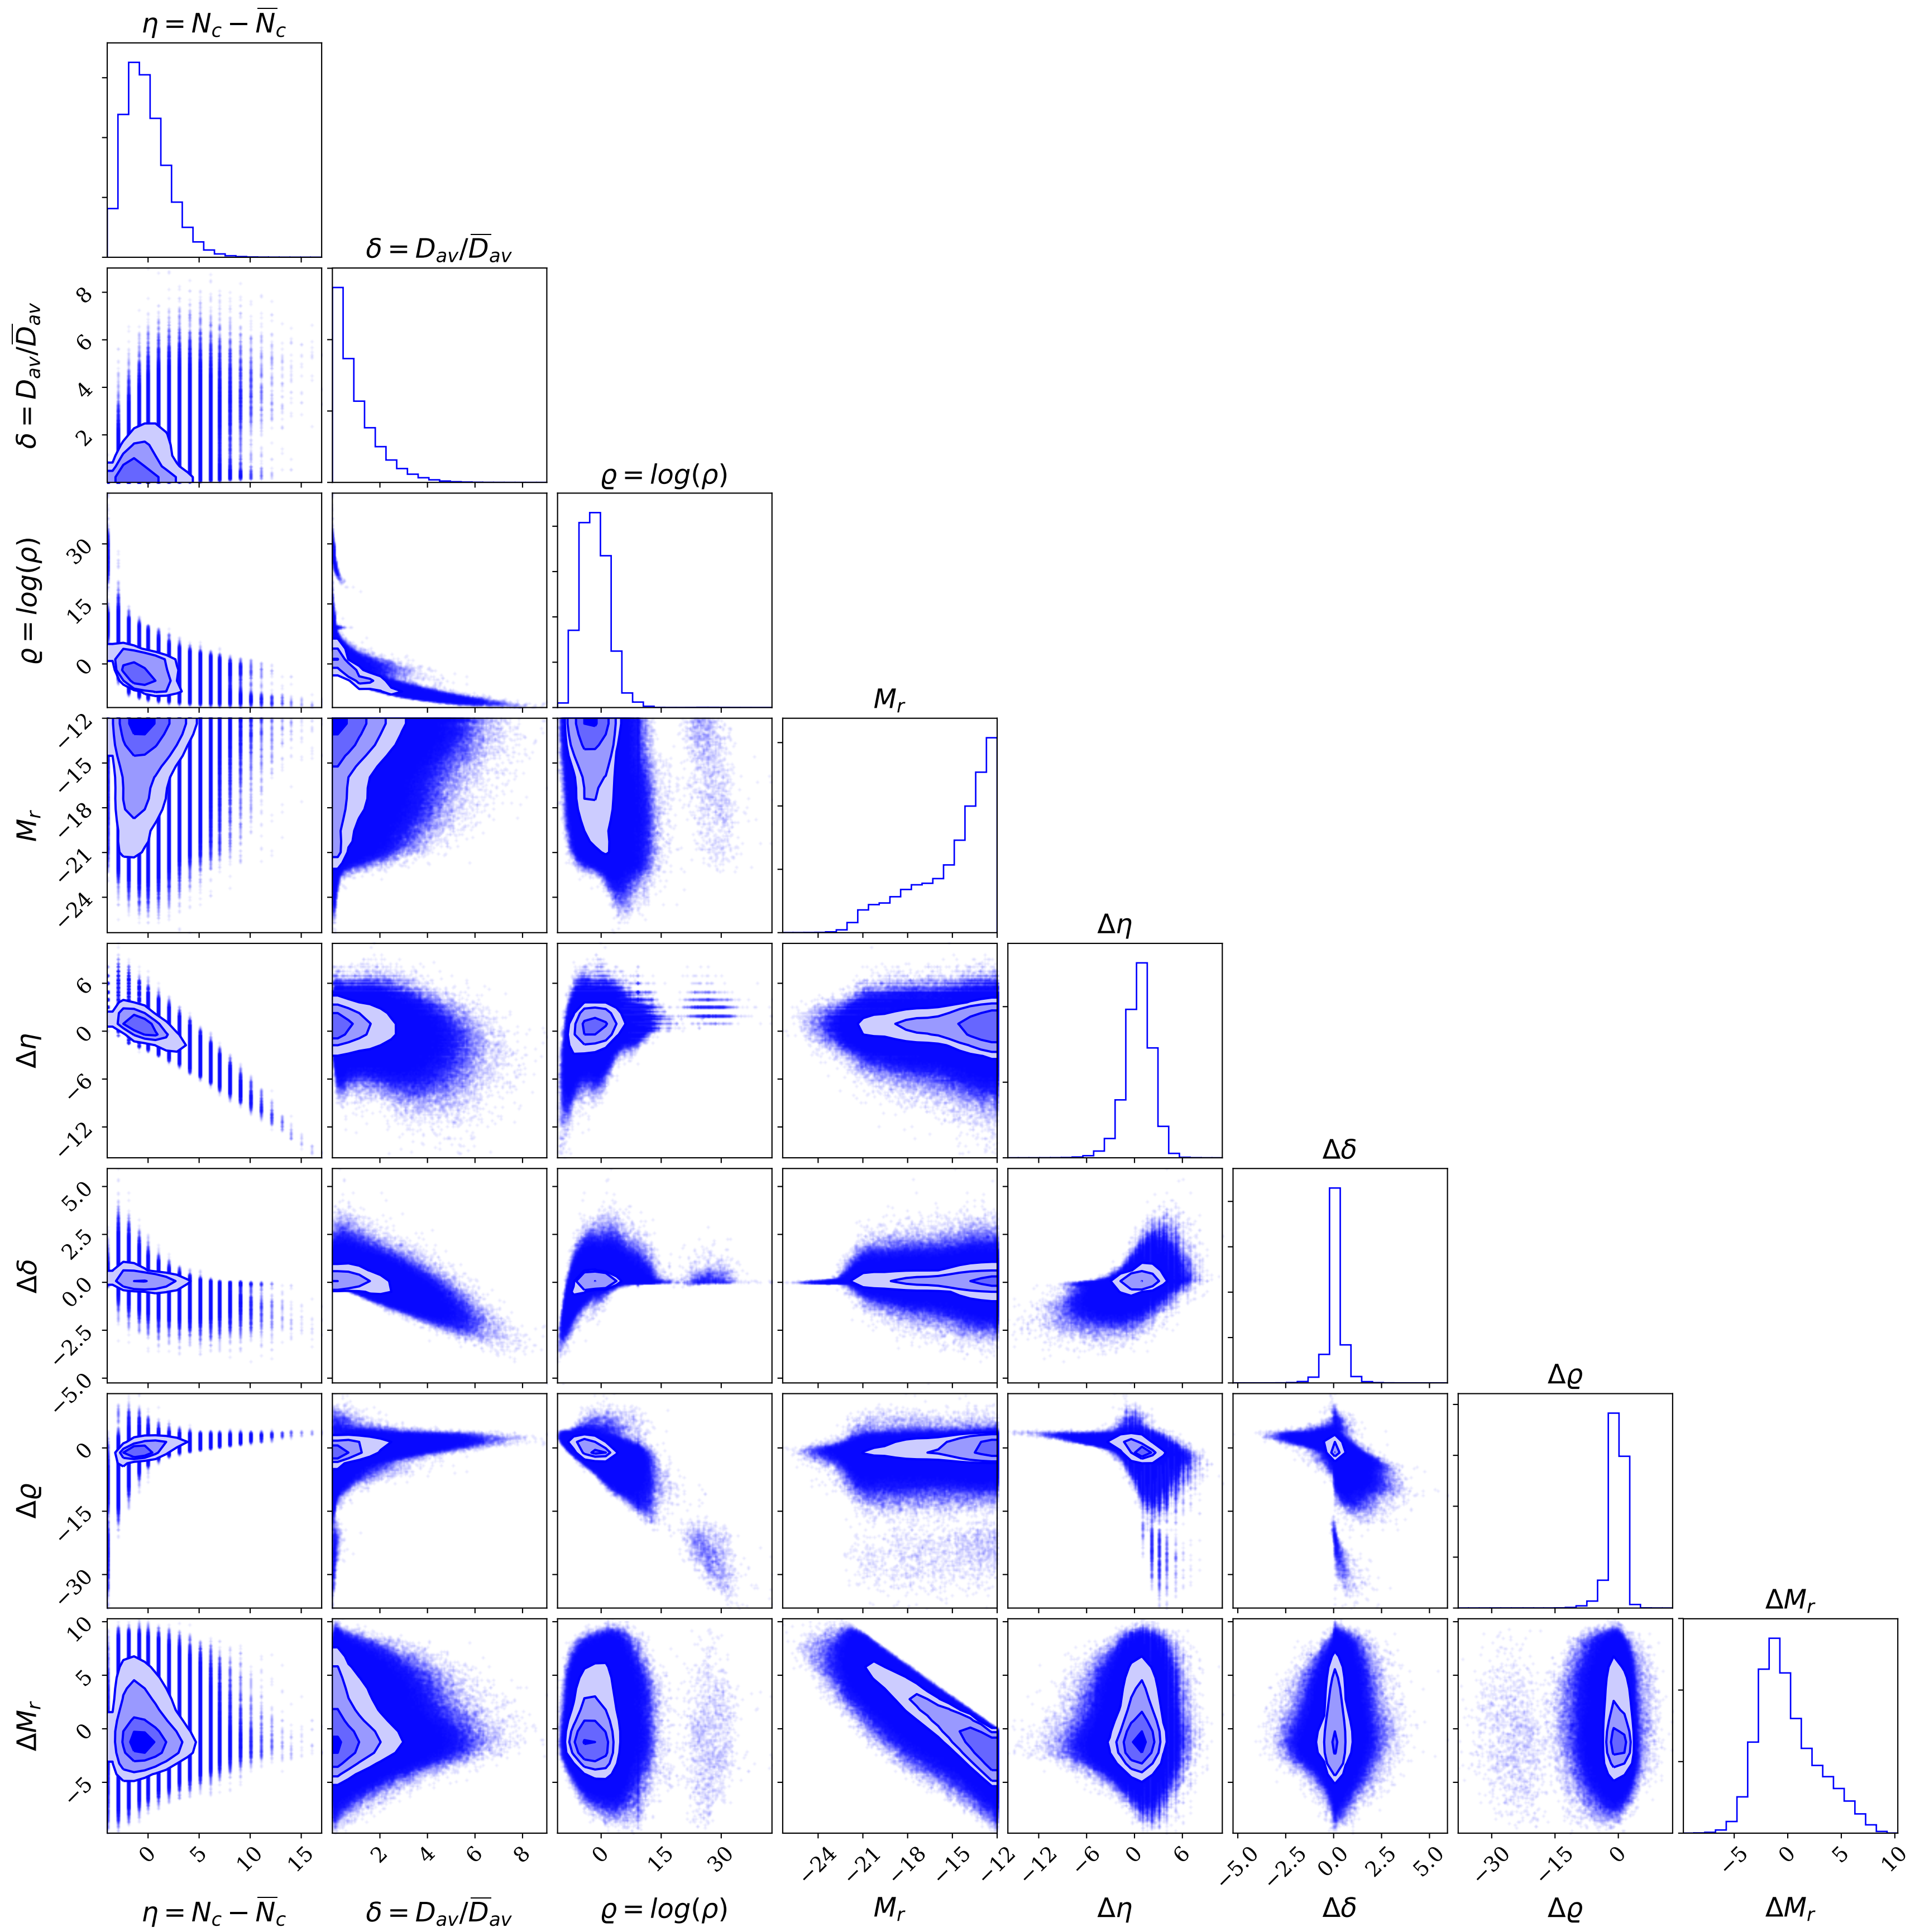 η = N_c − N̅_c
δ = D_av/D̅_av
δ = D_av/D̅_av
8
6
4
2
ϱ = log(ρ)
ϱ = log(ρ)
30
15
0
M_r
M_r
−12
−15
−18
−21
−24
Δη
Δη
6
0
−6
−12
Δδ
Δδ
5.0
2.5
0.0
−2.5
−5.0
Δϱ
Δϱ
0
−15
−30
ΔM_r
ΔM_r
10
5
0
−5
0 5 10 15 2 4 6 8 0 15 30 −24 −21 −18 −15 −12 −12 −6 0 6 −5.0 −2.5 0.0 2.5 5.0 −30 −15 0 −5 0 5 10
η = N_c − N̅_c δ = D_av/D̅_av ϱ = log(ρ) M_r Δη Δδ Δϱ ΔM_r